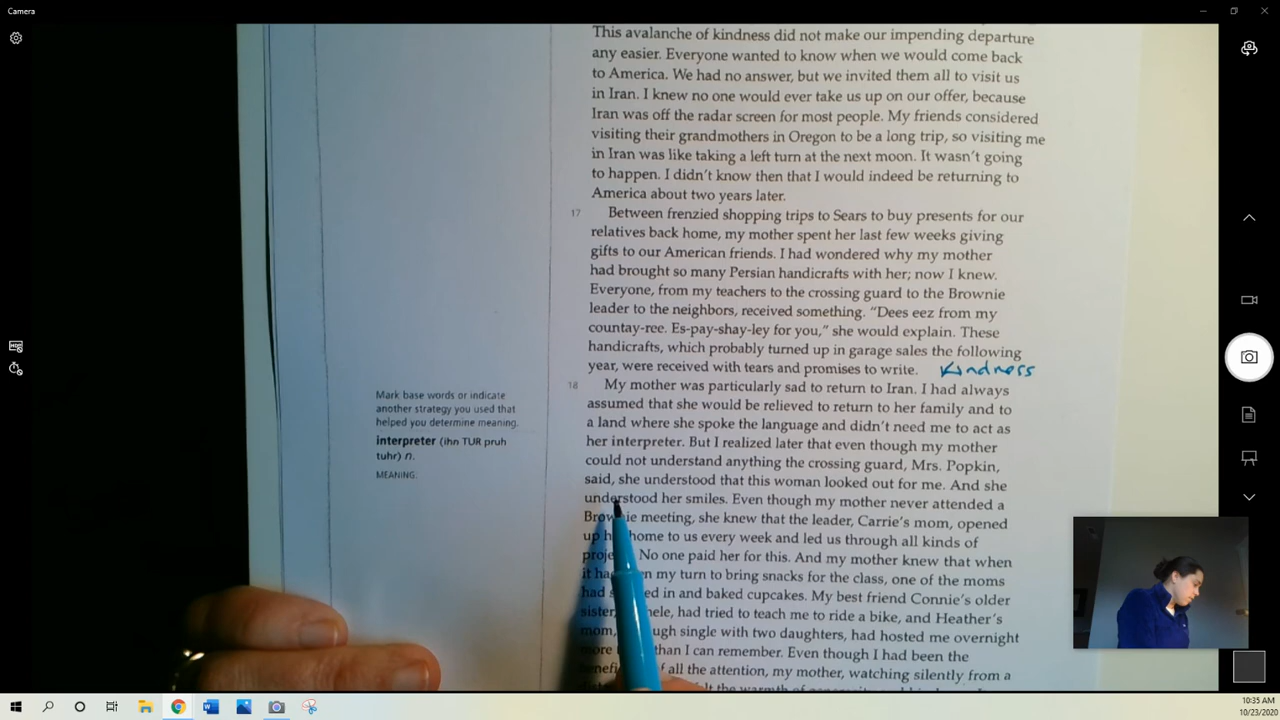 Camera
This avalanche of kindness did not make our impending departure
any easier. Everyone wanted to know when we would come back
to America. We had no answer, but we invited them all to visit us
in Iran. I knew no one would ever take us up on our offer, because
Iran was off the radar screen for most people. My friends considered
visiting their grandmothers in Oregon to be a long trip, so visiting me
in Iran was like taking a left turn at the next moon. It wasn't going
to happen. I didn't know then that I would indeed be returning to
America about two years later.
17 Between frenzied shopping trips to Sears to buy presents for our
relatives back home, my mother spent her last few weeks giving
gifts to our American friends. I had wondered why my mother
had brought so many Persian handicrafts with her; now I knew.
Everyone, from my teachers to the crossing guard to the Brownie
leader to the neighbors, received something. "Dees eez from my
countay-ree. Es-pay-shay-ley for you," she would explain. These
handicrafts, which probably turned up in garage sales the following
year, were received with tears and promises to write. Kindness
18 My mother was particularly sad to return to Iran. I had always
assumed that she would be relieved to return to her family and to
a land where she spoke the language and didn't need me to act as
her interpreter. But I realized later that even though my mother
could not understand anything the crossing guard, Mrs. Popkin,
said, she understood that this woman looked out for me. And she
understood her smiles. Even though my mother never attended a
Brownie meeting, she knew that the leader, Carrie's mom, opened
up home to us every week and led us through all kinds of
No one paid her for this. And my mother knew that when
it my turn to bring snacks for the class, one of the moms
had in and baked cupcakes. My best friend Connie's older
sister, had tried to teach me to ride a bike, and Heather's
mom, single with two daughters, had hosted me overnight
more than I can remember. Even though I had been the
of all the attention, my mother, watching silently from a
the warmth of
Mark base words or indicate
another strategy you used that
helped you determine meaning.
interpreter (ihn TUR pruh
tuhr) n.
MEANING:
10:35 AM
10/23/2020